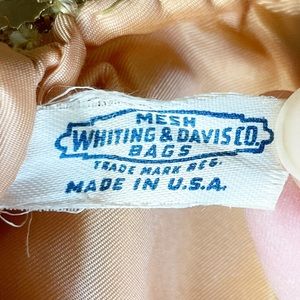 MESH
WHITING & DAVIS CO.
BAGS
TRADE MARK REG.
MADE IN U.S.A.